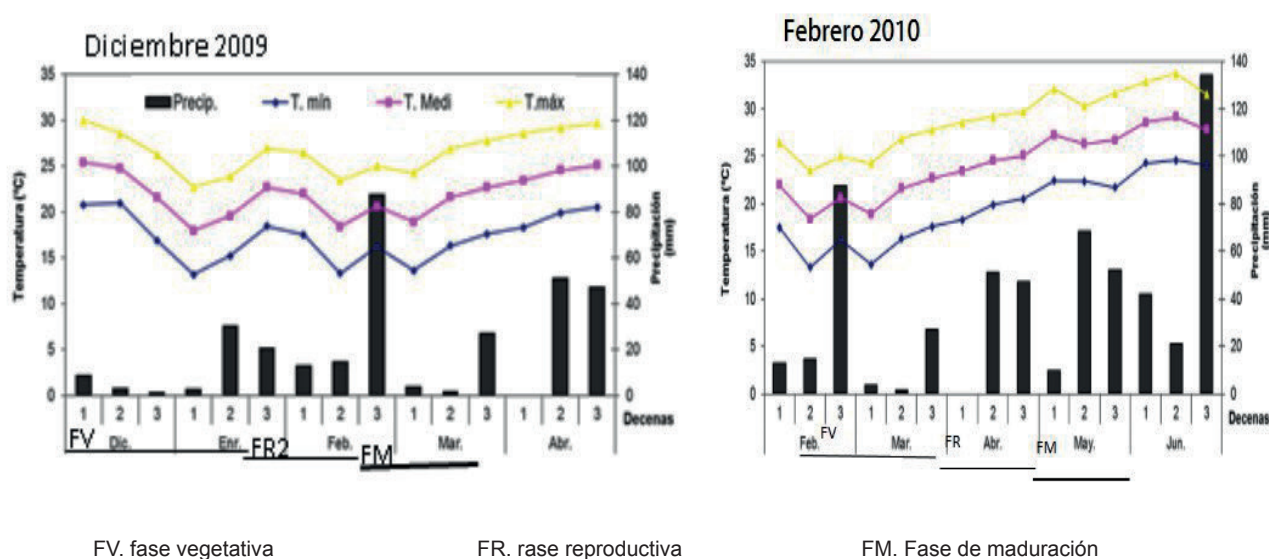 Diciembre 2009
35
30
25
20
15
10
5
0
Temperatura (°C)
Precip. T. mín T. Medi T.máx
140
120
100
80
60
40
20
0
Precipitación
(mm)
1 2 3 1 2 3 1 2 3 1 2 3 1 2 3 Decenas
FV Dic. Enr. FR2 Feb. FM Mar. Abr.
Febrero 2010
35
30
25
20
15
10
5
0
Temperatura (°C)
140
120
100
80
60
40
20
0
Precipitación
(mm)
1 2 3 1 2 3 1 2 3 1 2 3 1 2 3 Decenas
Feb. FV Mar. FR Abr. FM May. Jun.
FV. fase vegetativa FR. rase reproductiva FM. Fase de maduración